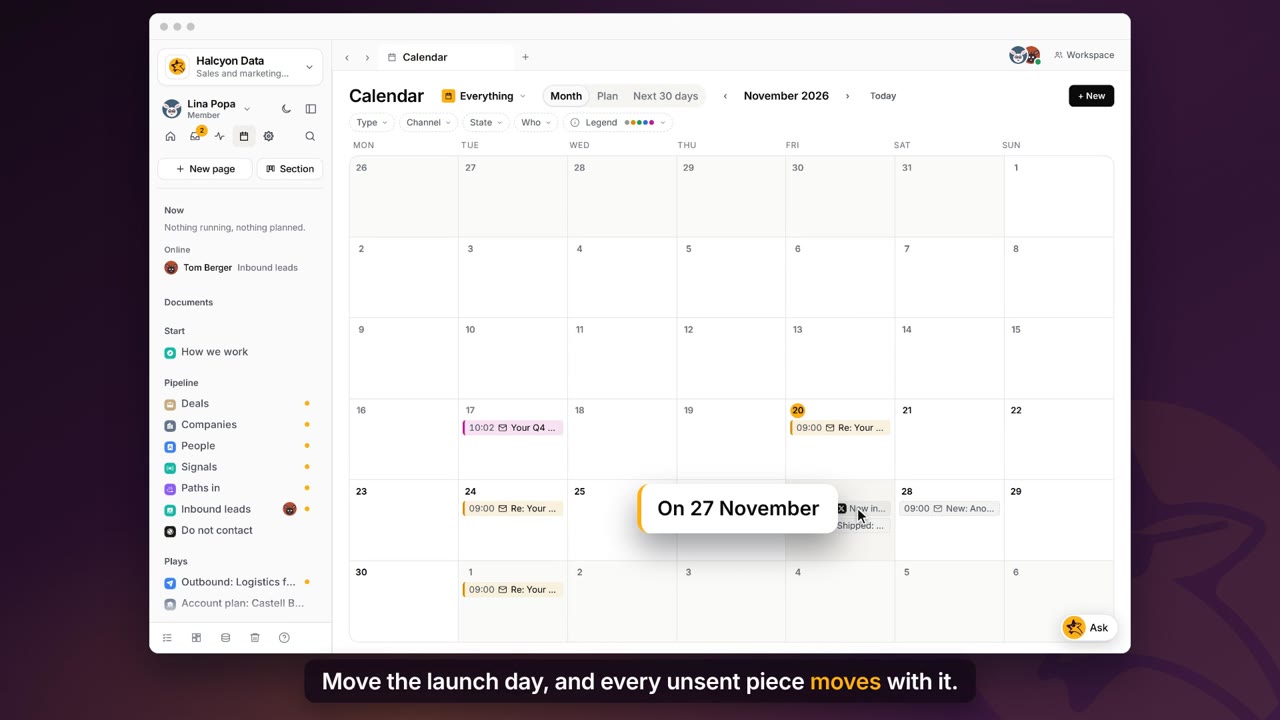 Halcyon Data
Sales and marketing...
Lina Popa
Member
2
+ New page
Section
Now
Nothing running, nothing planned.
Online
Tom Berger Inbound leads
Documents
Start
How we work
Pipeline
Deals
Companies
People
Signals
Paths in
Inbound leads
Do not contact
Plays
Outbound: Logistics f...
Account plan: Castell B...
Calendar
Workspace
Calendar
Everything
Month Plan Next 30 days
November 2026
Today
+ New
Type Channel State Who Legend
MON TUE WED THU FRI SAT SUN
26 27 28 29 30 31 1
2 3 4 5 6 7 8
9 10 11 12 13 14 15
16 17 18 19 20 21 22
10:02 Your Q4 ...
09:00 Re: Your ...
23 24 25 28 29
09:00 Re: Your ...
On 27 November
Now in...
Shipped: ...
09:00 New: Ano...
30 1 2 3 4 5 6
09:00 Re: Your ...
Ask
Move the launch day, and every unsent piece moves with it.